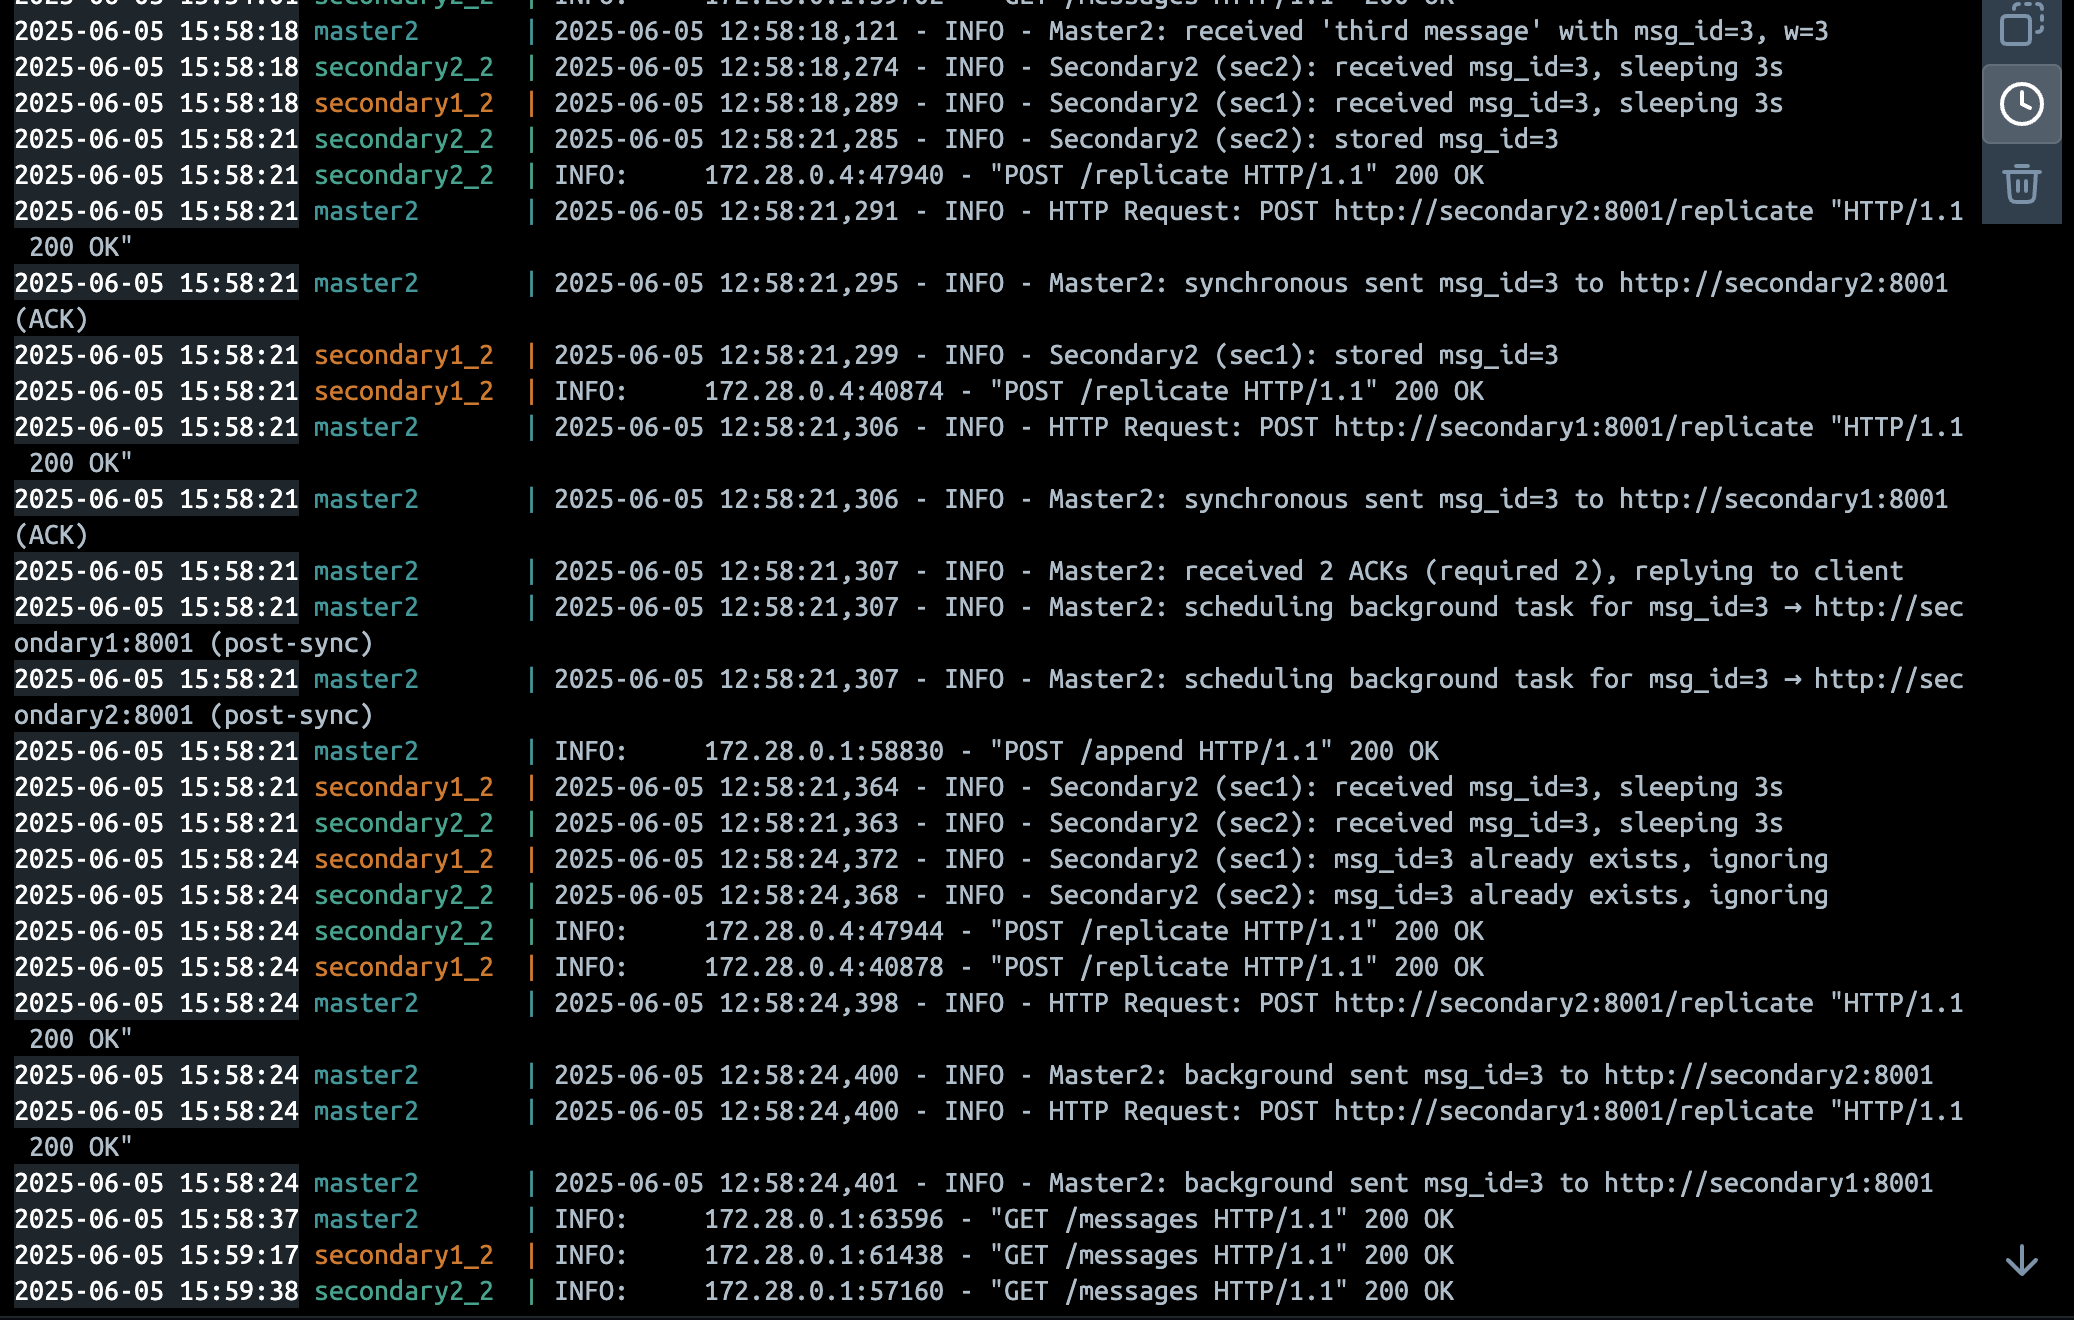 2025-06-05 15:58:18 master2 | 2025-06-05 12:58:18,121 - INFO - Master2: received 'third message' with msg_id=3, w=3
2025-06-05 15:58:18 secondary2_2 | 2025-06-05 12:58:18,274 - INFO - Secondary2 (sec2): received msg_id=3, sleeping 3s
2025-06-05 15:58:18 secondary1_2 | 2025-06-05 12:58:18,289 - INFO - Secondary2 (sec1): received msg_id=3, sleeping 3s
2025-06-05 15:58:21 secondary2_2 | 2025-06-05 12:58:21,285 - INFO - Secondary2 (sec2): stored msg_id=3
2025-06-05 15:58:21 secondary2_2 | INFO: 172.28.0.4:47940 - "POST /replicate HTTP/1.1" 200 OK
2025-06-05 15:58:21 master2 | 2025-06-05 12:58:21,291 - INFO - HTTP Request: POST http://secondary2:8001/replicate "HTTP/1.1
200 OK"
2025-06-05 15:58:21 master2 | 2025-06-05 12:58:21,295 - INFO - Master2: synchronous sent msg_id=3 to http://secondary2:8001
(ACK)
2025-06-05 15:58:21 secondary1_2 | 2025-06-05 12:58:21,299 - INFO - Secondary2 (sec1): stored msg_id=3
2025-06-05 15:58:21 secondary1_2 | INFO: 172.28.0.4:40874 - "POST /replicate HTTP/1.1" 200 OK
2025-06-05 15:58:21 master2 | 2025-06-05 12:58:21,306 - INFO - HTTP Request: POST http://secondary1:8001/replicate "HTTP/1.1
200 OK"
2025-06-05 15:58:21 master2 | 2025-06-05 12:58:21,306 - INFO - Master2: synchronous sent msg_id=3 to http://secondary1:8001
(ACK)
2025-06-05 15:58:21 master2 | 2025-06-05 12:58:21,307 - INFO - Master2: received 2 ACKs (required 2), replying to client
2025-06-05 15:58:21 master2 | 2025-06-05 12:58:21,307 - INFO - Master2: scheduling background task for msg_id=3 → http://sec
ondary1:8001 (post-sync)
2025-06-05 15:58:21 master2 | 2025-06-05 12:58:21,307 - INFO - Master2: scheduling background task for msg_id=3 → http://sec
ondary2:8001 (post-sync)
2025-06-05 15:58:21 master2 | INFO: 172.28.0.1:58830 - "POST /append HTTP/1.1" 200 OK
2025-06-05 15:58:21 secondary1_2 | 2025-06-05 12:58:21,364 - INFO - Secondary2 (sec1): received msg_id=3, sleeping 3s
2025-06-05 15:58:21 secondary2_2 | 2025-06-05 12:58:21,363 - INFO - Secondary2 (sec2): received msg_id=3, sleeping 3s
2025-06-05 15:58:24 secondary1_2 | 2025-06-05 12:58:24,372 - INFO - Secondary2 (sec1): msg_id=3 already exists, ignoring
2025-06-05 15:58:24 secondary2_2 | 2025-06-05 12:58:24,368 - INFO - Secondary2 (sec2): msg_id=3 already exists, ignoring
2025-06-05 15:58:24 secondary2_2 | INFO: 172.28.0.4:47944 - "POST /replicate HTTP/1.1" 200 OK
2025-06-05 15:58:24 secondary1_2 | INFO: 172.28.0.4:40878 - "POST /replicate HTTP/1.1" 200 OK
2025-06-05 15:58:24 master2 | 2025-06-05 12:58:24,398 - INFO - HTTP Request: POST http://secondary2:8001/replicate "HTTP/1.1
200 OK"
2025-06-05 15:58:24 master2 | 2025-06-05 12:58:24,400 - INFO - Master2: background sent msg_id=3 to http://secondary2:8001
2025-06-05 15:58:24 master2 | 2025-06-05 12:58:24,400 - INFO - HTTP Request: POST http://secondary1:8001/replicate "HTTP/1.1
200 OK"
2025-06-05 15:58:24 master2 | 2025-06-05 12:58:24,401 - INFO - Master2: background sent msg_id=3 to http://secondary1:8001
2025-06-05 15:58:37 master2 | INFO: 172.28.0.1:63596 - "GET /messages HTTP/1.1" 200 OK
2025-06-05 15:59:17 secondary1_2 | INFO: 172.28.0.1:61438 - "GET /messages HTTP/1.1" 200 OK
2025-06-05 15:59:38 secondary2_2 | INFO: 172.28.0.1:57160 - "GET /messages HTTP/1.1" 200 OK